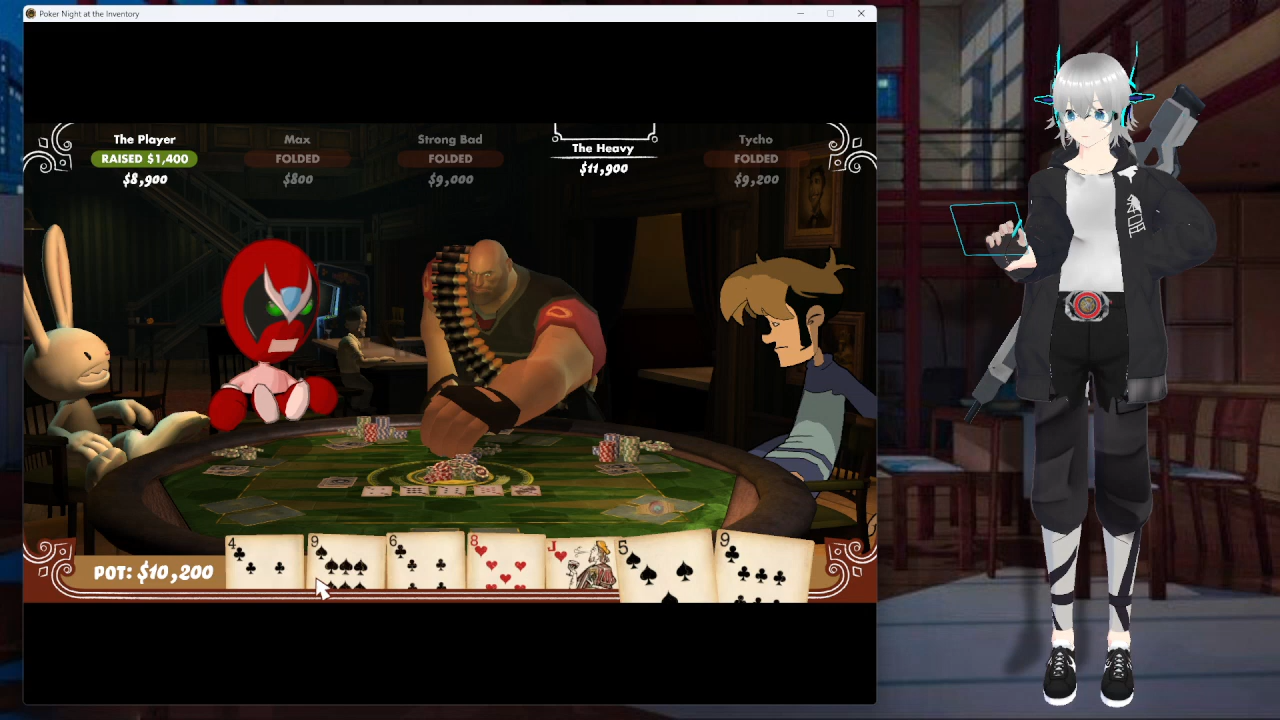 Poker Night at the Inventory
The Player
RAISED $1,400
$8,900
Max
FOLDED
$800
Strong Bad
FOLDED
$9,000
The Heavy
$11,900
Tycho
FOLDED
$9,200
POT: $10,200
4
9
6
8
J
5
9